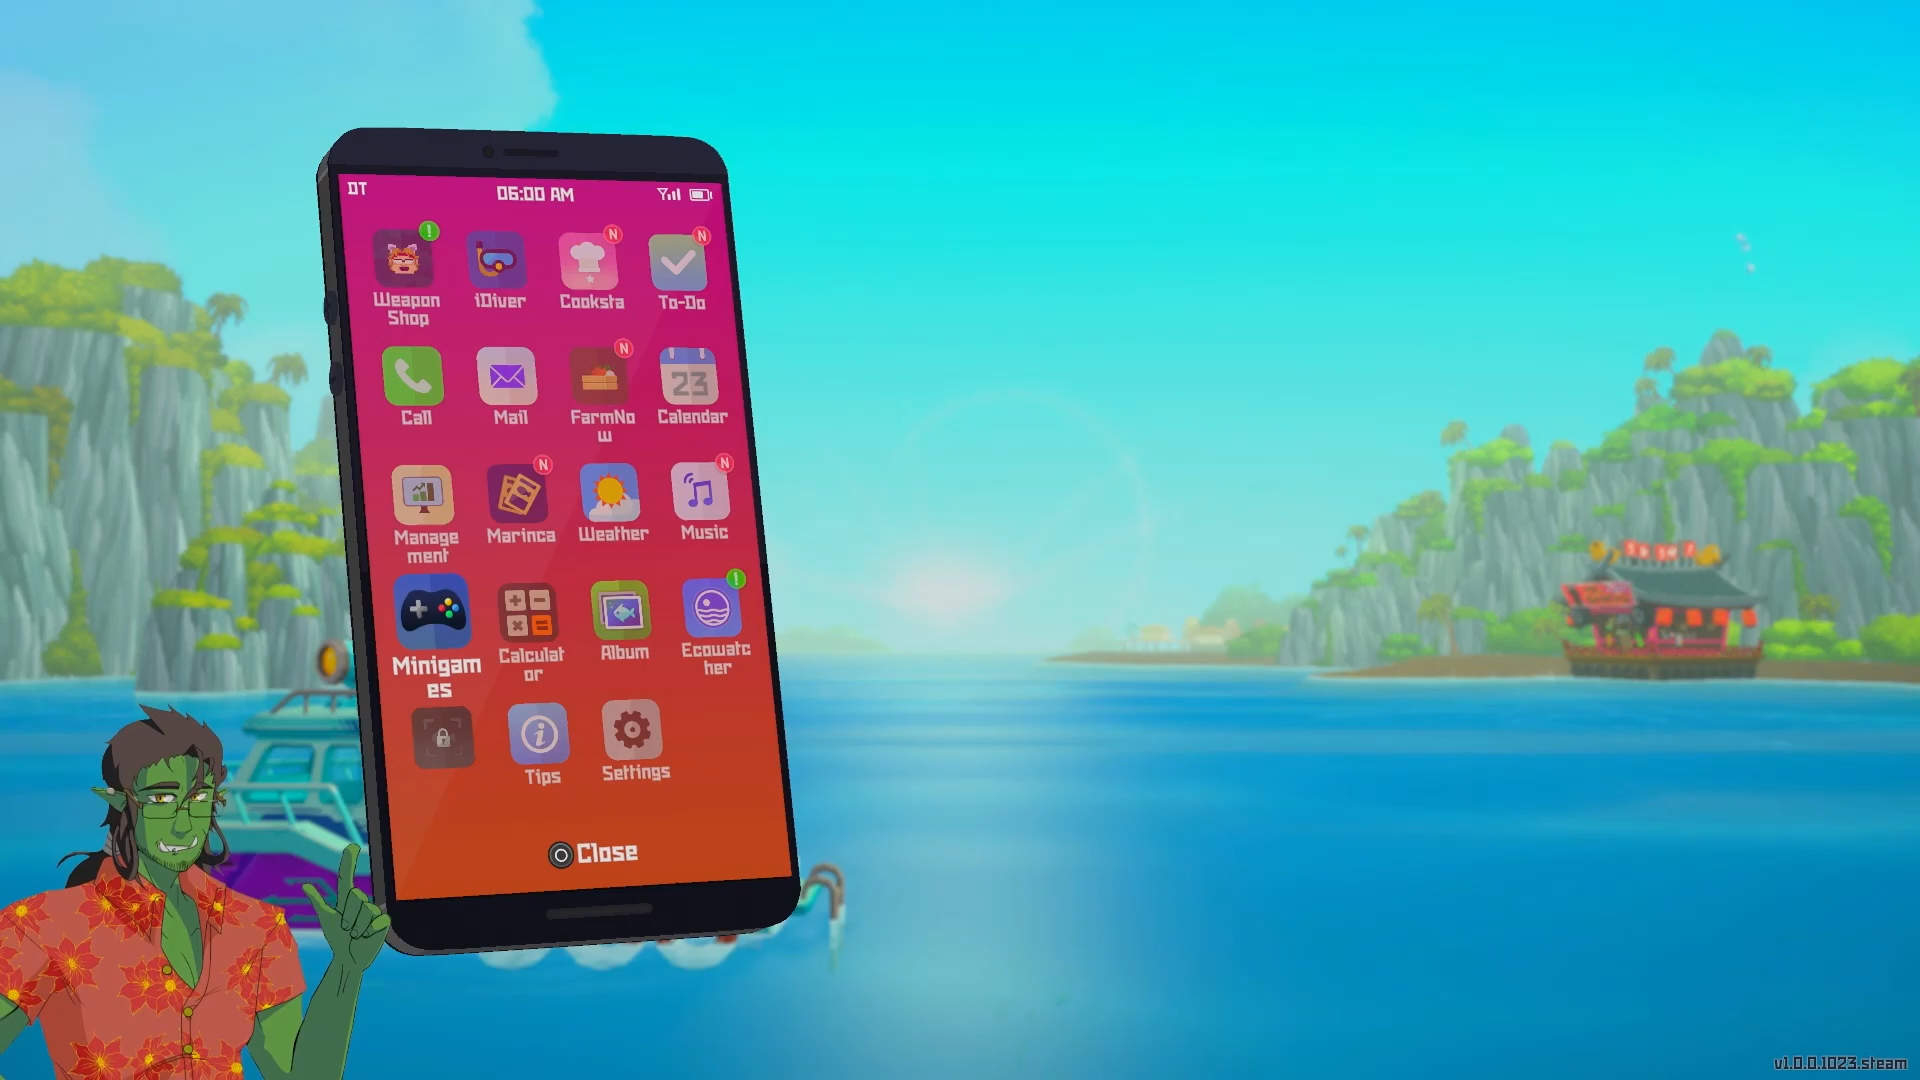 DT
06:00 AM
Weapon
Shop
iDiver
Cooksta
To-Do
Call
Mail
FarmNo
w
Calendar
23
Manage
ment
Marinca
Weather
Music
Minigam
es
Calculat
or
Album
Ecowatc
her
Tips
Settings
Close
v1.0.0.1023.steam